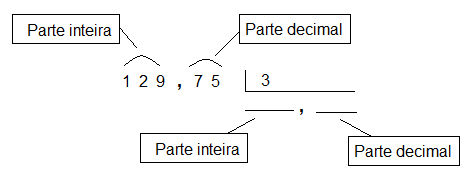 Parte inteira
Parte decimal
129,75 3
,
Parte inteira
Parte decimal